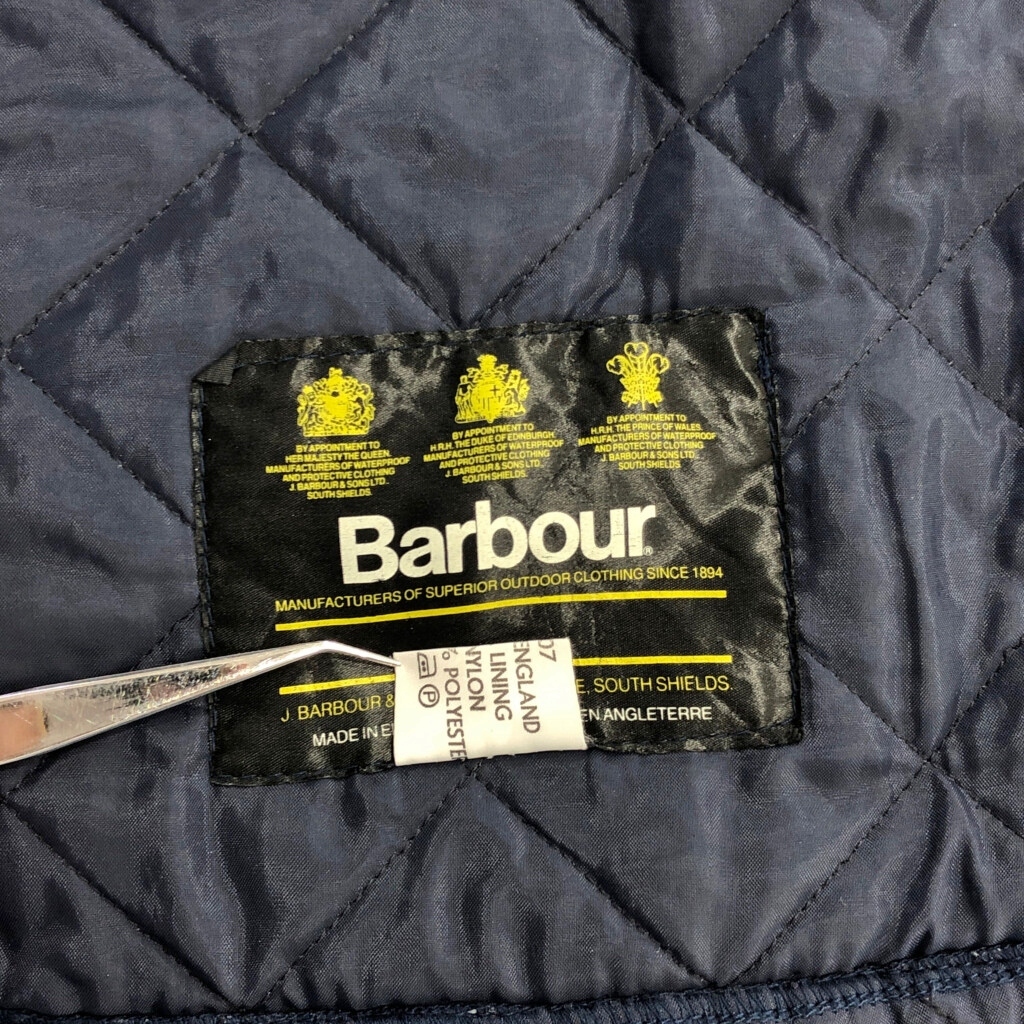 BY APPOINTMENT TO
HER MAJESTY THE QUEEN.
MANUFACTURERS OF WATERPROOF
AND PROTECTIVE CLOTHING
J. BARBOUR & SONS LTD.
SOUTH SHIELDS.
BY APPOINTMENT TO
H.R.H. THE DUKE OF EDINBURGH.
MANUFACTURERS OF WATERPROOF
AND PROTECTIVE CLOTHING
J. BARBOUR & SONS LTD.
SOUTH SHIELDS.
BY APPOINTMENT TO
H.R.H. THE PRINCE OF WALES.
MANUFACTURERS OF WATERPROOF
AND PROTECTIVE CLOTHING
J. BARBOUR & SONS LTD.
SOUTH SHIELDS.
Barbour®
MANUFACTURERS OF SUPERIOR OUTDOOR CLOTHING SINCE 1894
J. BARBOUR & E, SOUTH SHIELDS.
MADE IN E EN ANGLETERRE
07
ENGLAND
LINING
NYLON
% POLYESTE
P